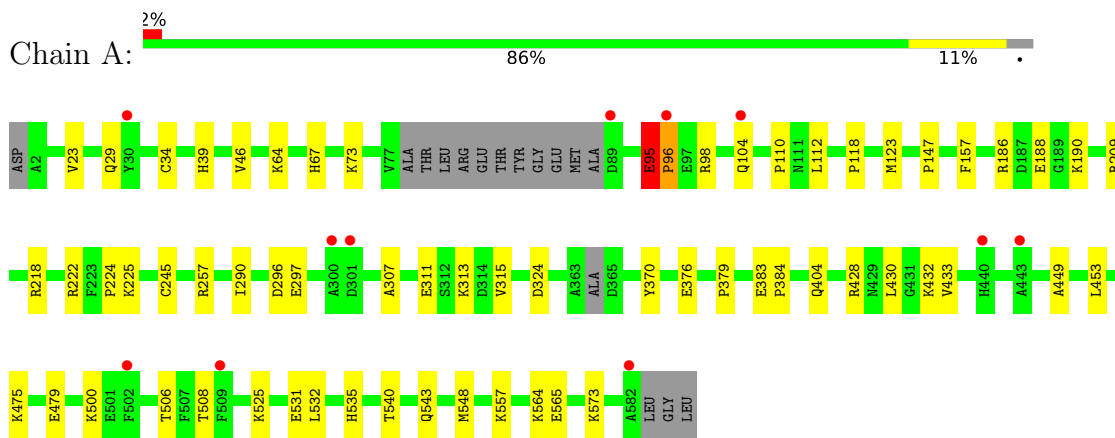 2%
Chain A:
86% 11% •
ASP A2 V23 Q29 Y30 C34 H39 V46 K64 H67 K73 V77 ALA THR LEU ARG GLU THR TYR GLY GLU MET ALA D89 E95 P96 E97 R98 Q104 P110 N111 L112 P118 M123 P147 F157 R186 D187 E188 G189 K190
R218 R222 F223 P224 K225 C245 R257 I290 D296 E297 A300 D301 A307 E311 S312 K313 D314 V315 D324 A363 ALA D365 Y370 E376 P379 E383 P384 Q404 R428 N429 L430 G431 K432 V433 H440 A443 A449 L453
K475 E479 K500 E501 F502 T506 F507 T508 F509 K525 E531 L532 H535 T540 Q543 M548 K557 K564 E565 K573 A582 LEU GLY LEU